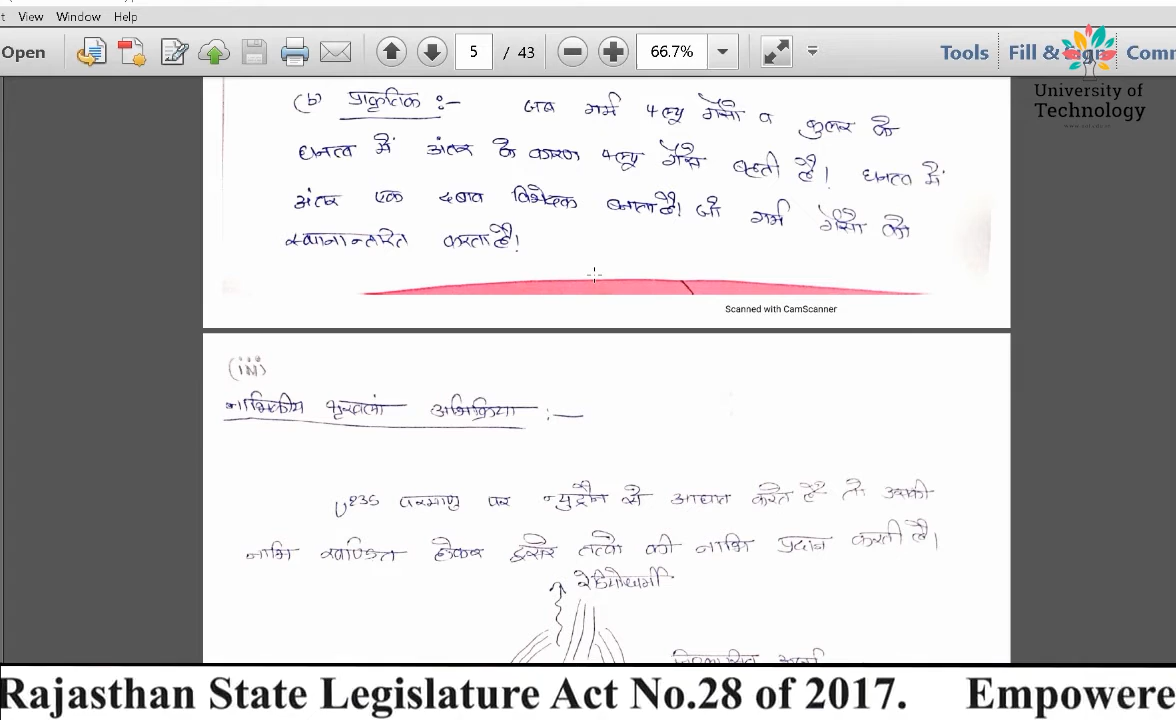 t View Window Help
Open 5 / 43 66.7% Tools Fill & Sign Comm
University of
Technology
(b) प्राकृतिक :- जब गर्म फ्ल्यू गैसों व कुलर के
घनत्व में अंतर के कारण फ्ल्यू गैसे बहती है। घनत्व में
अंतर एक दबाव विभेदक बनाता है। जो गर्म गैसों को
स्थानान्तरित करता है।
Scanned with CamScanner
(iii)
नाभिकीय श्रृंखला अभिक्रिया :-
U235 परमाणु पर न्युट्रॉन से आघात करते है तो उसकी
नाभि खण्डित होकर दूसरे तत्वो की नाभि प्रदान करती है।
रेडियोधर्मी
Rajasthan State Legislature Act No.28 of 2017. Empowere